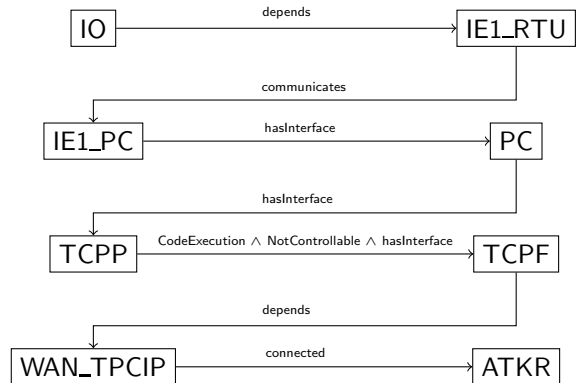 depends
IO IE1_RTU
communicates
IE1_PC hasInterface PC
hasInterface
TCPP CodeExecution ∧ NotControllable ∧ hasInterface TCPF
depends
WAN_TPCIP connected ATKR